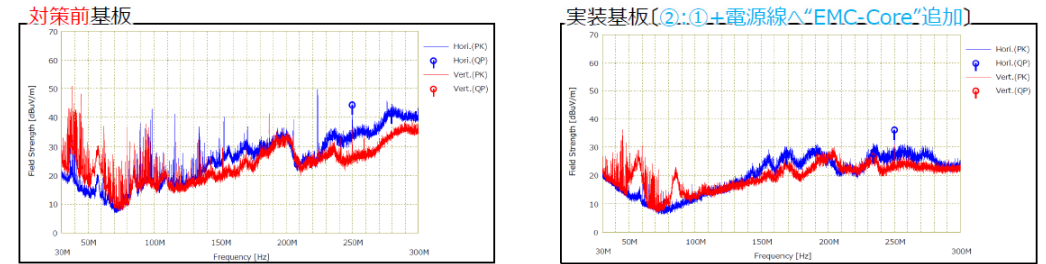 対策前基板
70
60
50
40
30
20
10
0
Field Strength [dBuV/m]
30M
50M
100M
150M
200M
250M
300M
Frequency [Hz]
Hori.(PK)
Hori.(QP)
Vert.(PK)
Vert.(QP)
実装基板〔②:①+電源線へ“EMC-Core”追加〕
70
60
50
40
30
20
10
0
Field Strength [dBuV/m]
30M
50M
100M
150M
200M
250M
300M
Frequency [Hz]
Hori.(PK)
Hori.(QP)
Vert.(PK)
Vert.(QP)